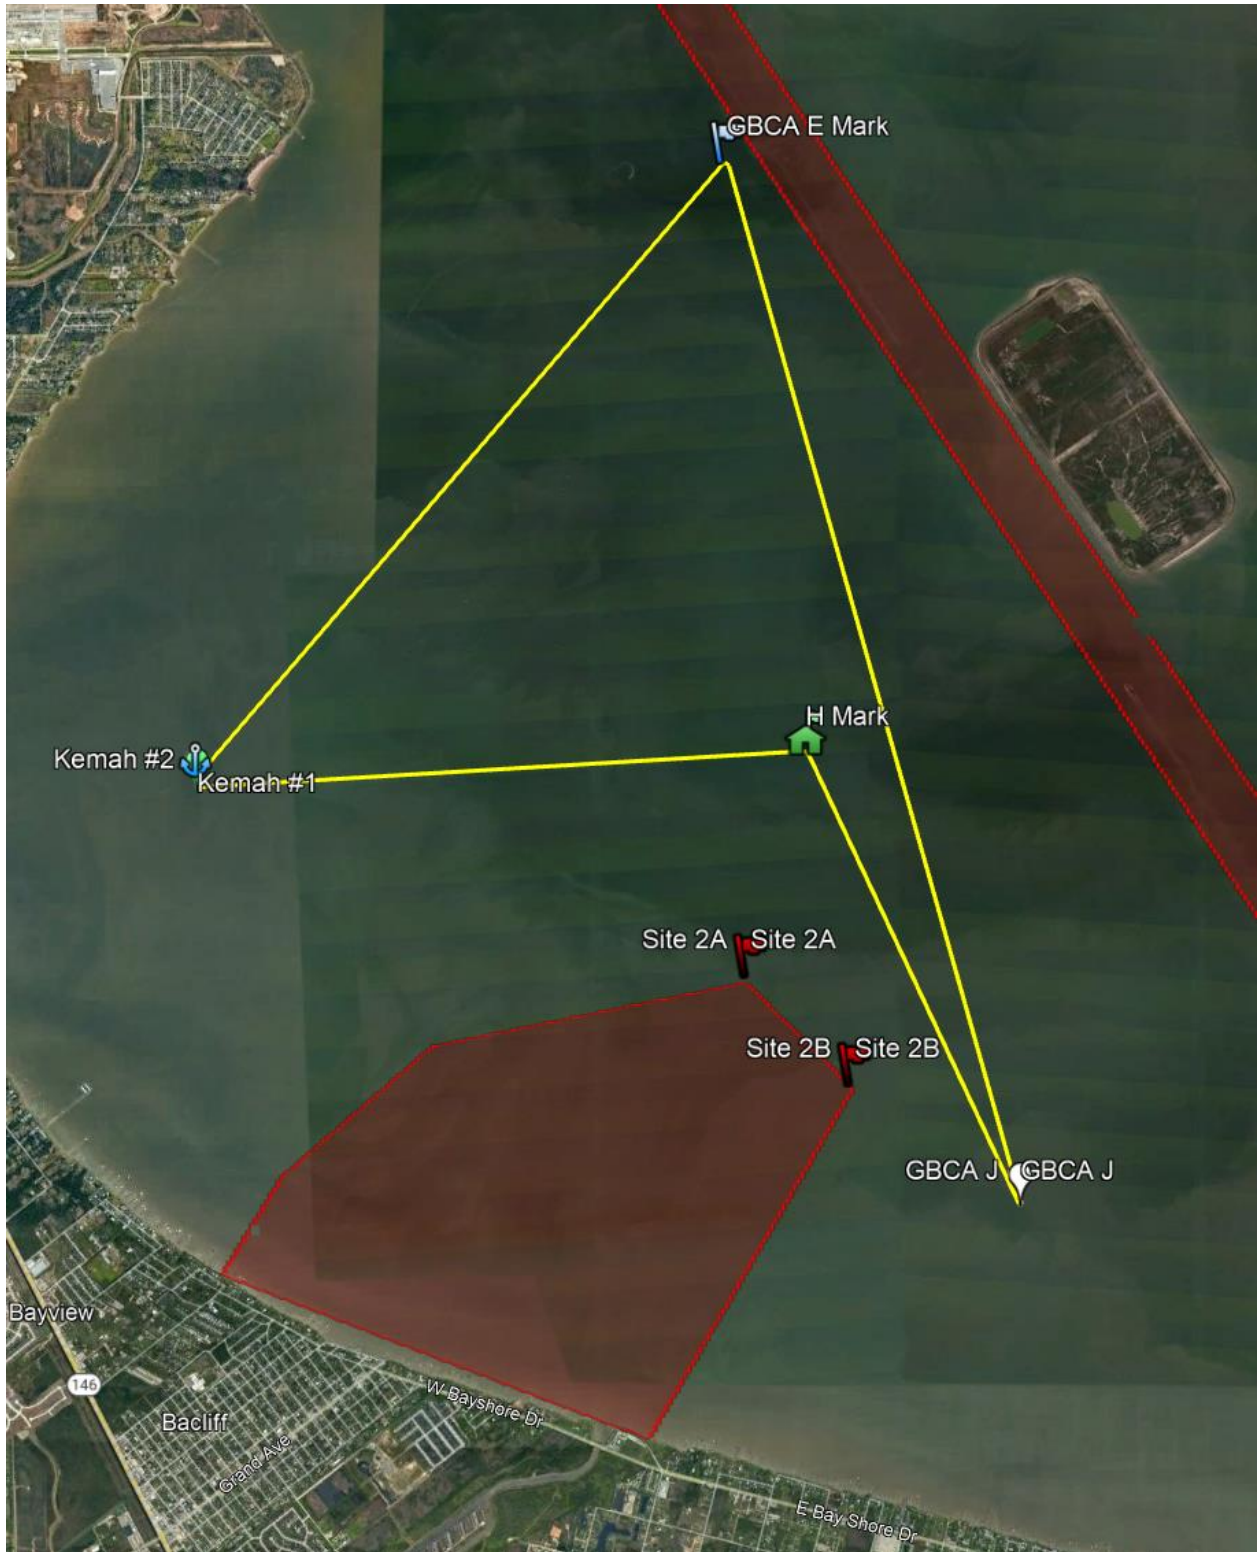 GBCA E Mark
H Mark
Kemah #2
Kemah #1
Site 2A Site 2A
Site 2B Site 2B
GBCA J GBCA J
Bayview
146
W Bayshore Dr
Bacliff
Grand Ave
E Bay Shore Dr